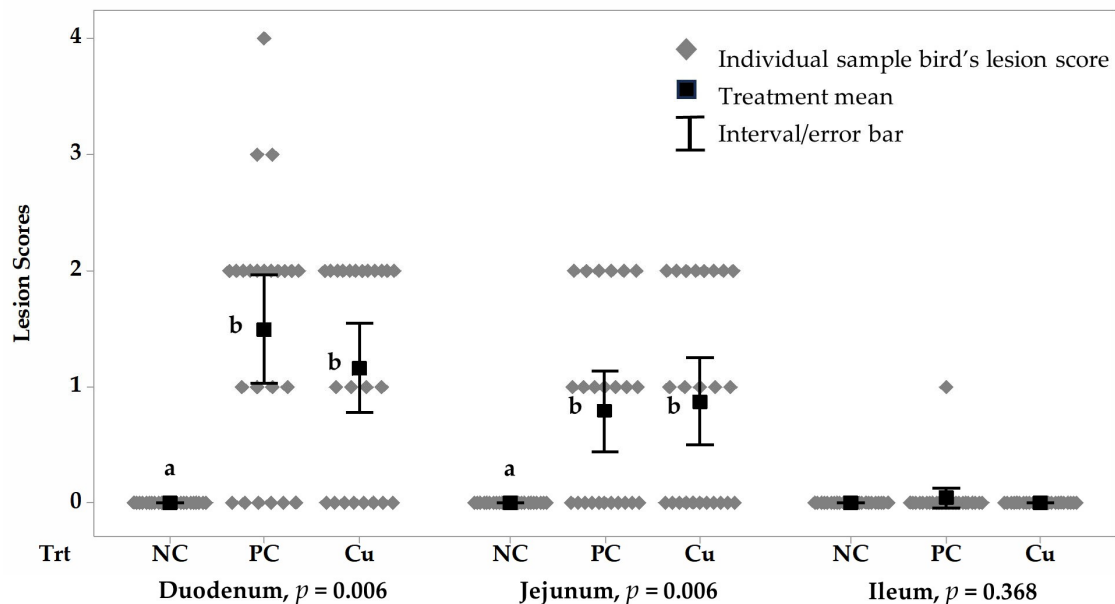 4
Individual sample bird's lesion score
Treatment mean
Interval/error bar
3
2
1
0
Lesion Scores
b
b
b
b
a
a
Trt NC PC Cu NC PC Cu NC PC Cu
Duodenum, p = 0.006 Jejunum, p = 0.006 Ileum, p = 0.368